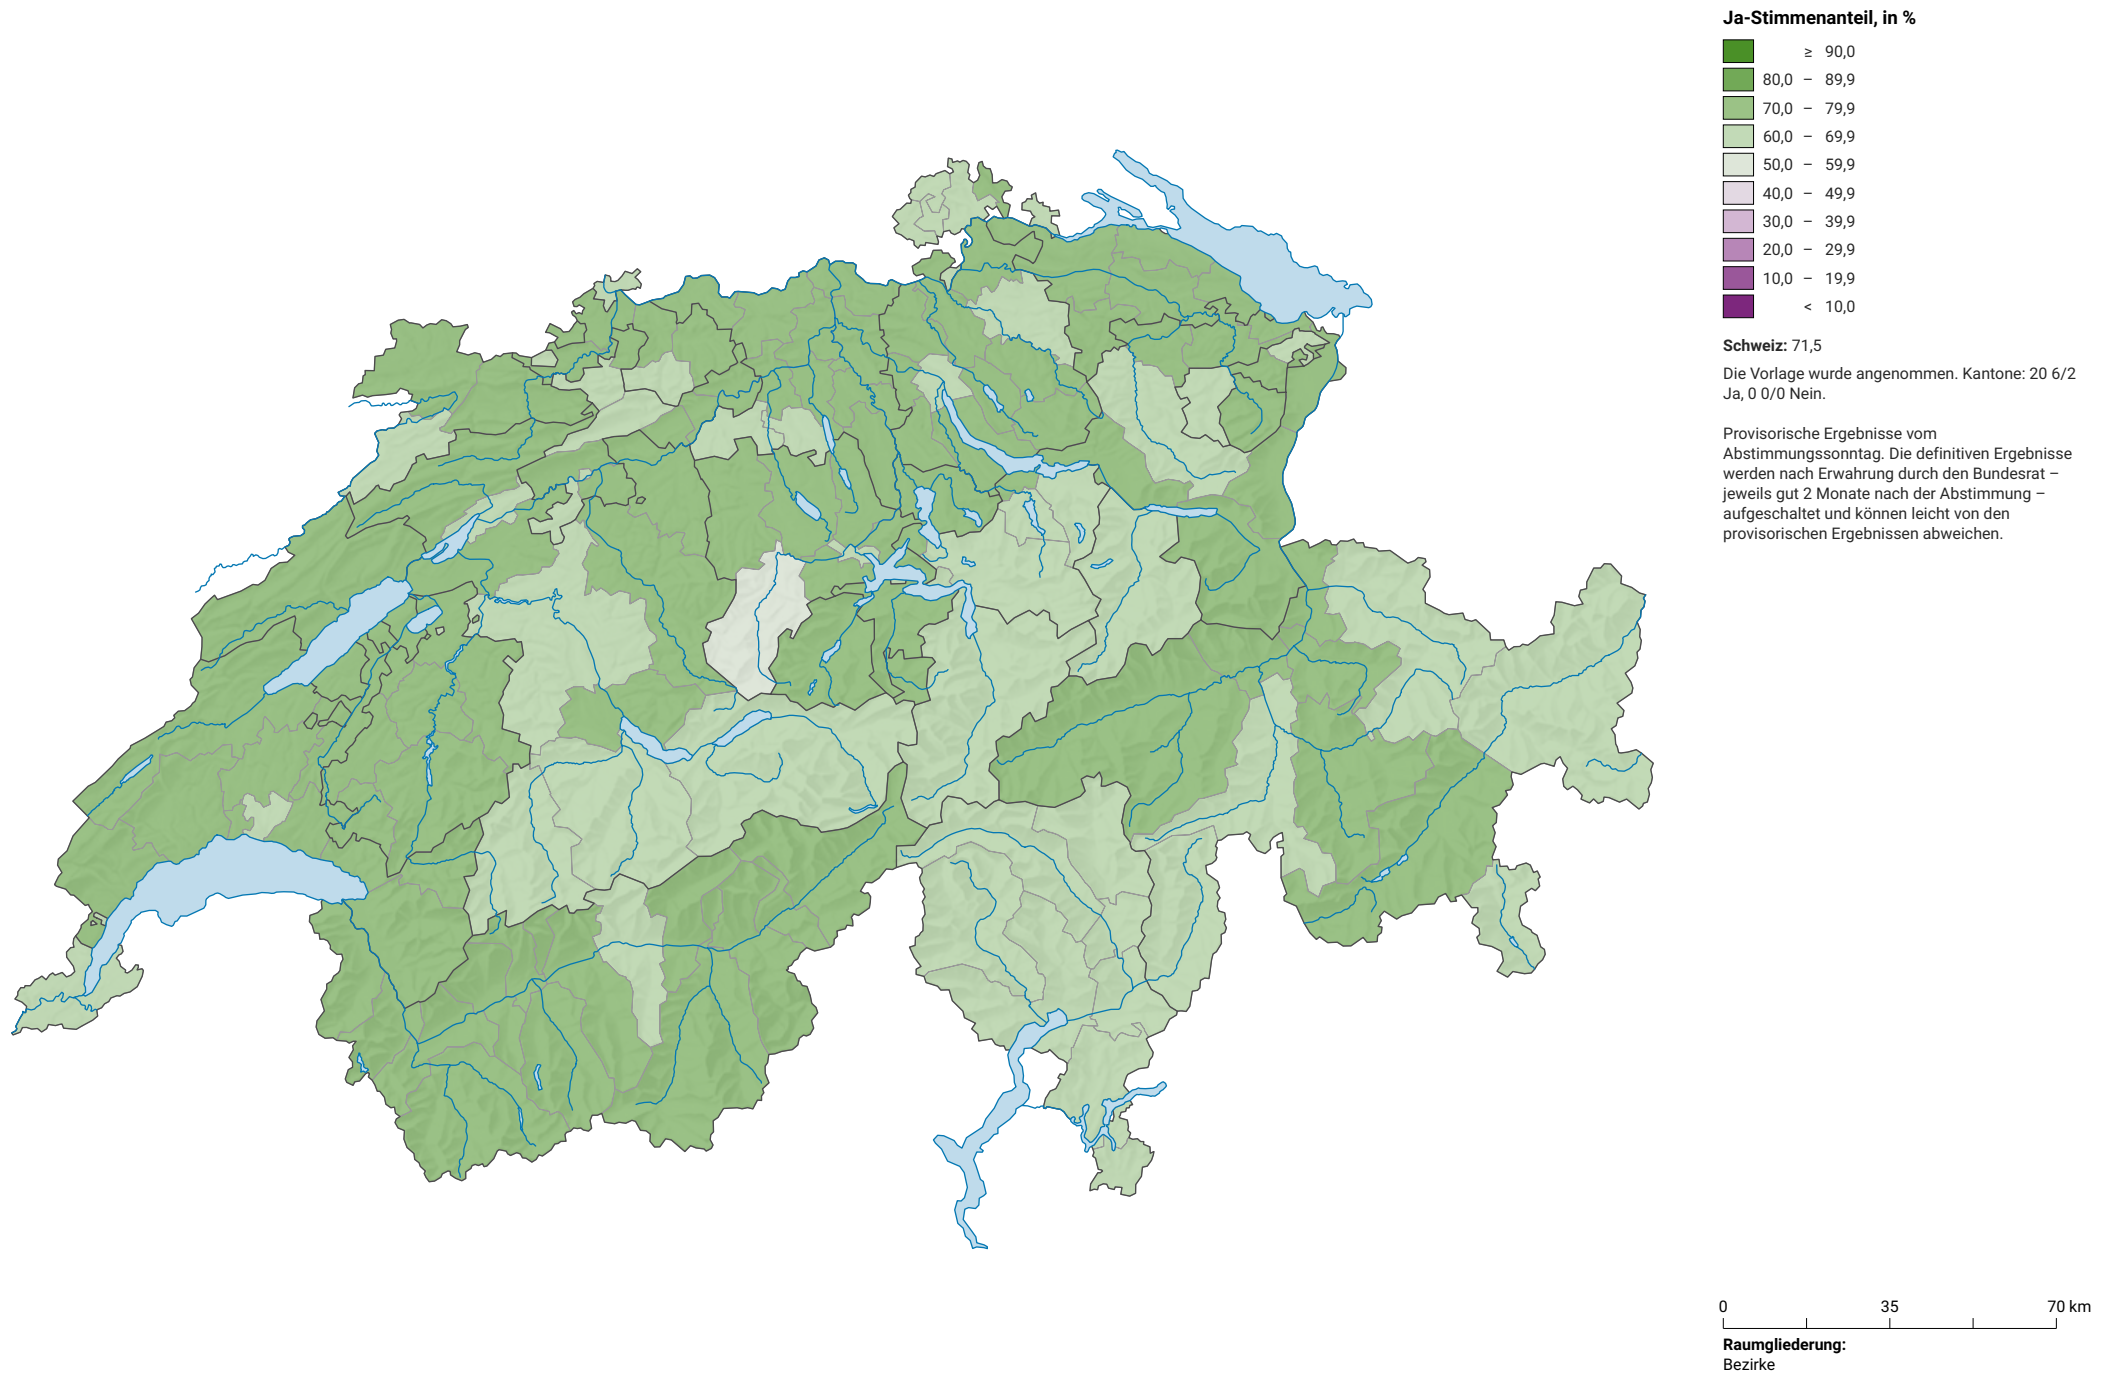 Ja-Stimmenanteil, in %
≥ 90,0
80,0 – 89,9
70,0 – 79,9
60,0 – 69,9
50,0 – 59,9
40,0 – 49,9
30,0 – 39,9
20,0 – 29,9
10,0 – 19,9
< 10,0
Schweiz: 71,5
Die Vorlage wurde angenommen. Kantone: 20 6/2
Ja, 0 0/0 Nein.
Provisorische Ergebnisse vom
Abstimmungssonntag. Die definitiven Ergebnisse
werden nach Erwahrung durch den Bundesrat –
jeweils gut 2 Monate nach der Abstimmung –
aufgeschaltet und können leicht von den
provisorischen Ergebnissen abweichen.
0 35 70 km
Raumgliederung:
Bezirke